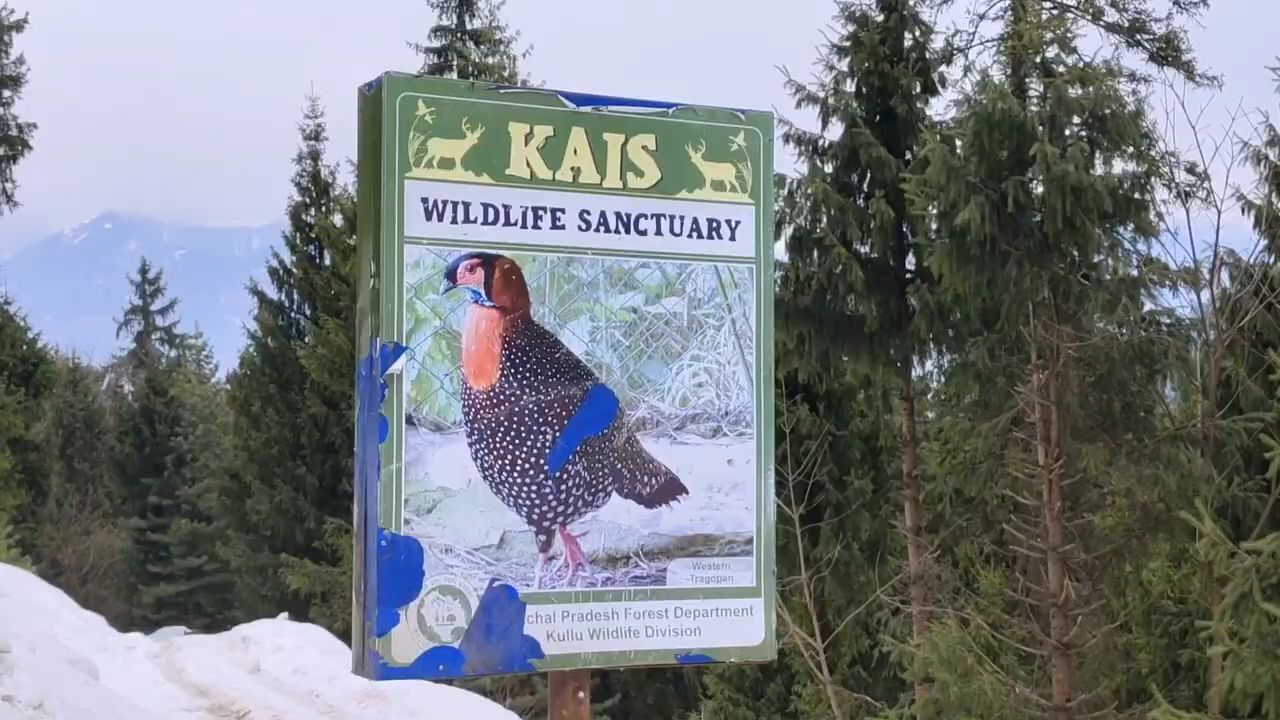 KAIS
WILDLIFE SANCTUARY
Western
Tragopan
chal Pradesh Forest Department
Kullu Wildlife Division